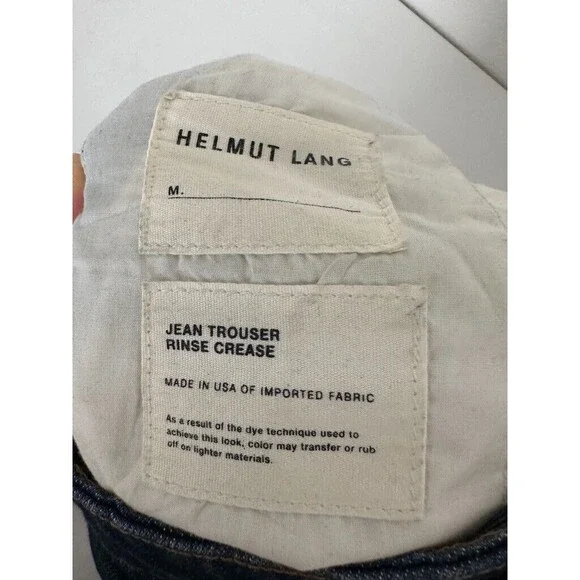 HELMUT LANG
M.
JEAN TROUSER
RINSE CREASE
MADE IN USA OF IMPORTED FABRIC
As a result of the dye technique used to
achieve this look, color may transfer or rub
off on lighter materials.